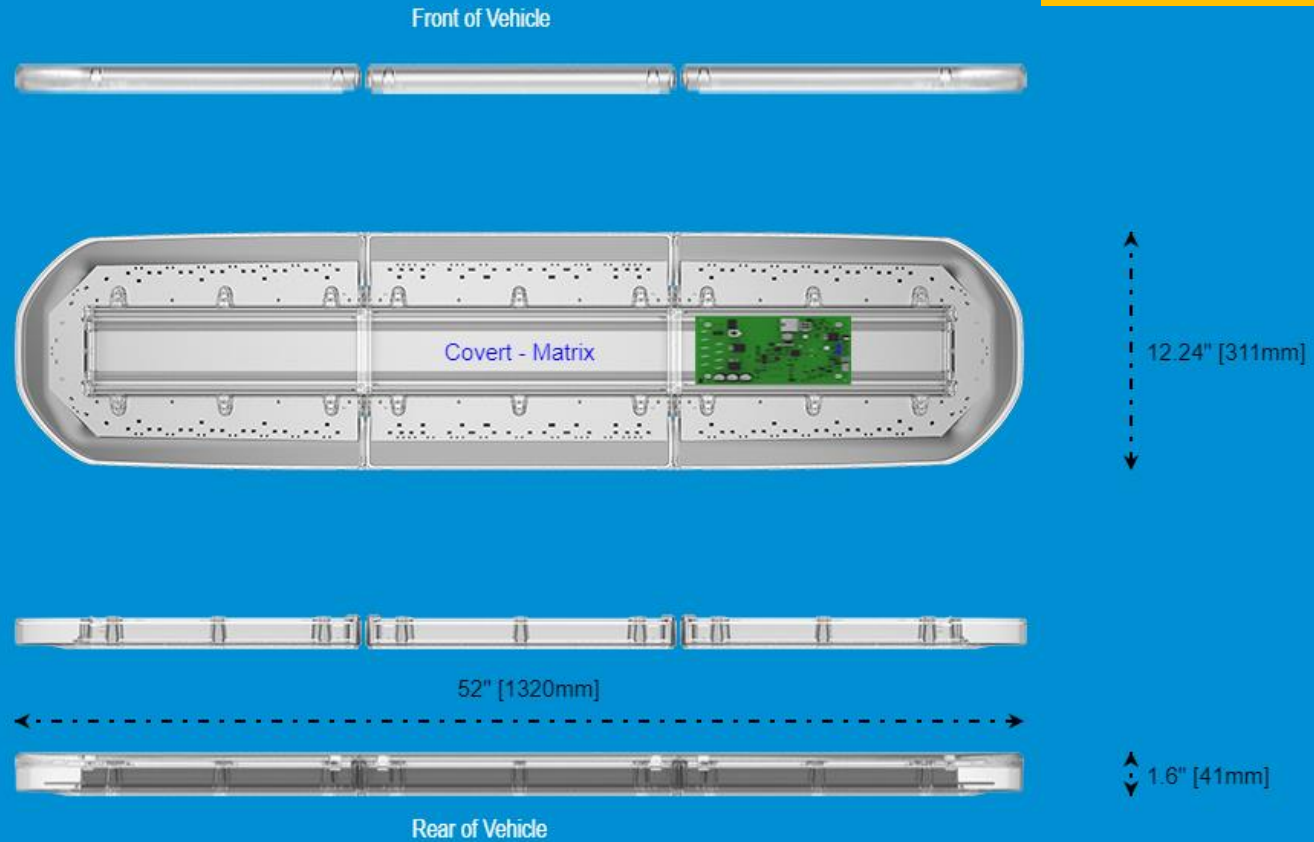 Front of Vehicle
Covert - Matrix
12.24" [311mm]
52" [1320mm]
1.6" [41mm]
Rear of Vehicle